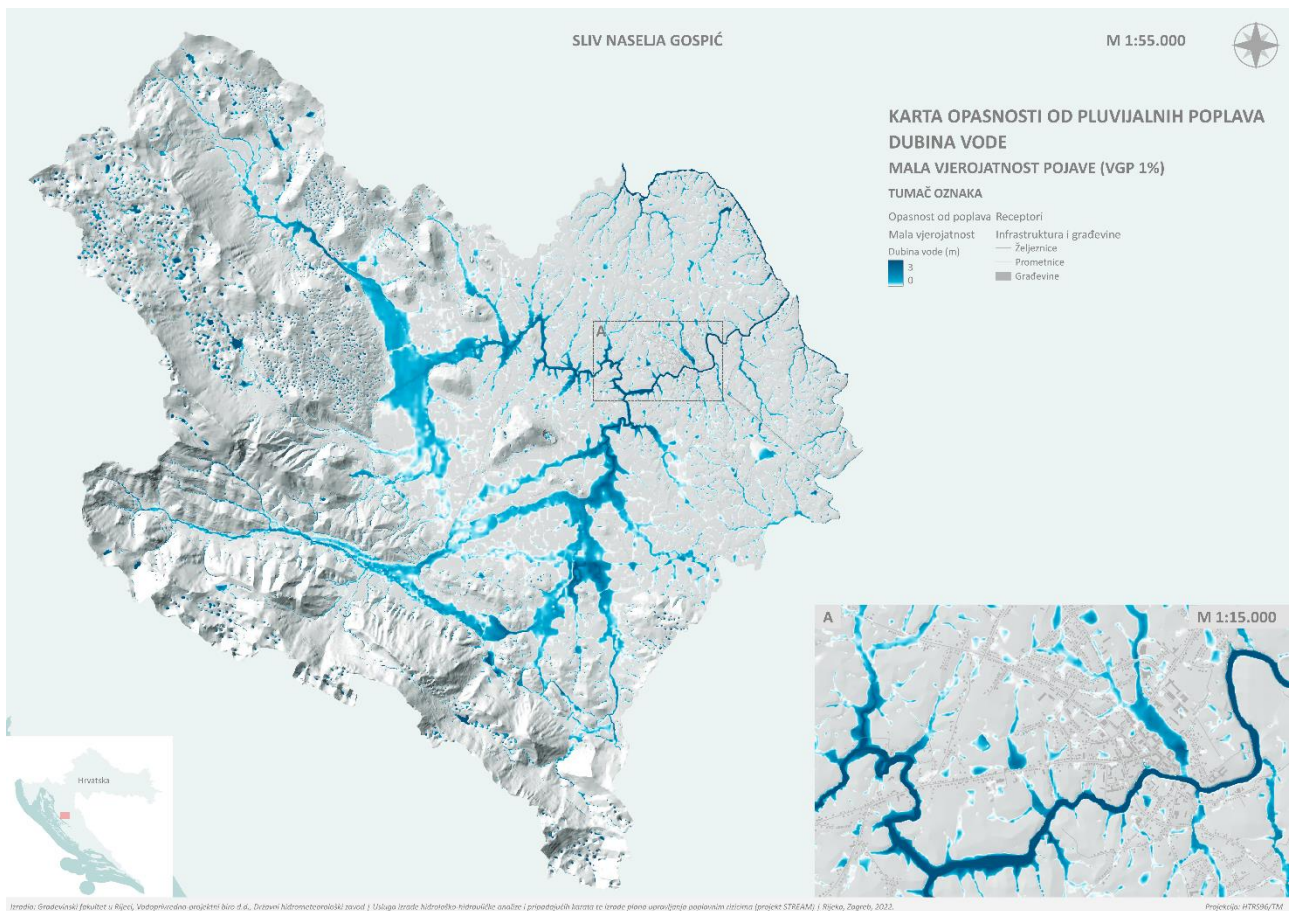 SLIV NASELJA GOSPIĆ
M 1:55.000
KARTA OPASNOSTI OD PLUVIJALNIH POPLAVA
DUBINA VODE
MALA VJEROJATNOST POJAVE (VGP 1%)
TUMAČ OZNAKA
Opasnost od poplava Receptori
Mala vjerojatnost Infrastruktura i građevine
Dubina vode (m)
Željeznice
3
Prometnice
0
Građevine
A
A
M 1:15.000
Hrvatska
Izradio: Građevinski fakultet u Rijeci, Vodoprivredno-projektni biro d.d., Državni hidrometeorološki zavod | Usluga izrade hidrološko-hidrauličke analize i pripadajućih karata te izrade plana upravljanja poplavnim rizicima (projekt STREAM) | Rijeka, Zagreb, 2022.
Projekcija: HTRS96/TM